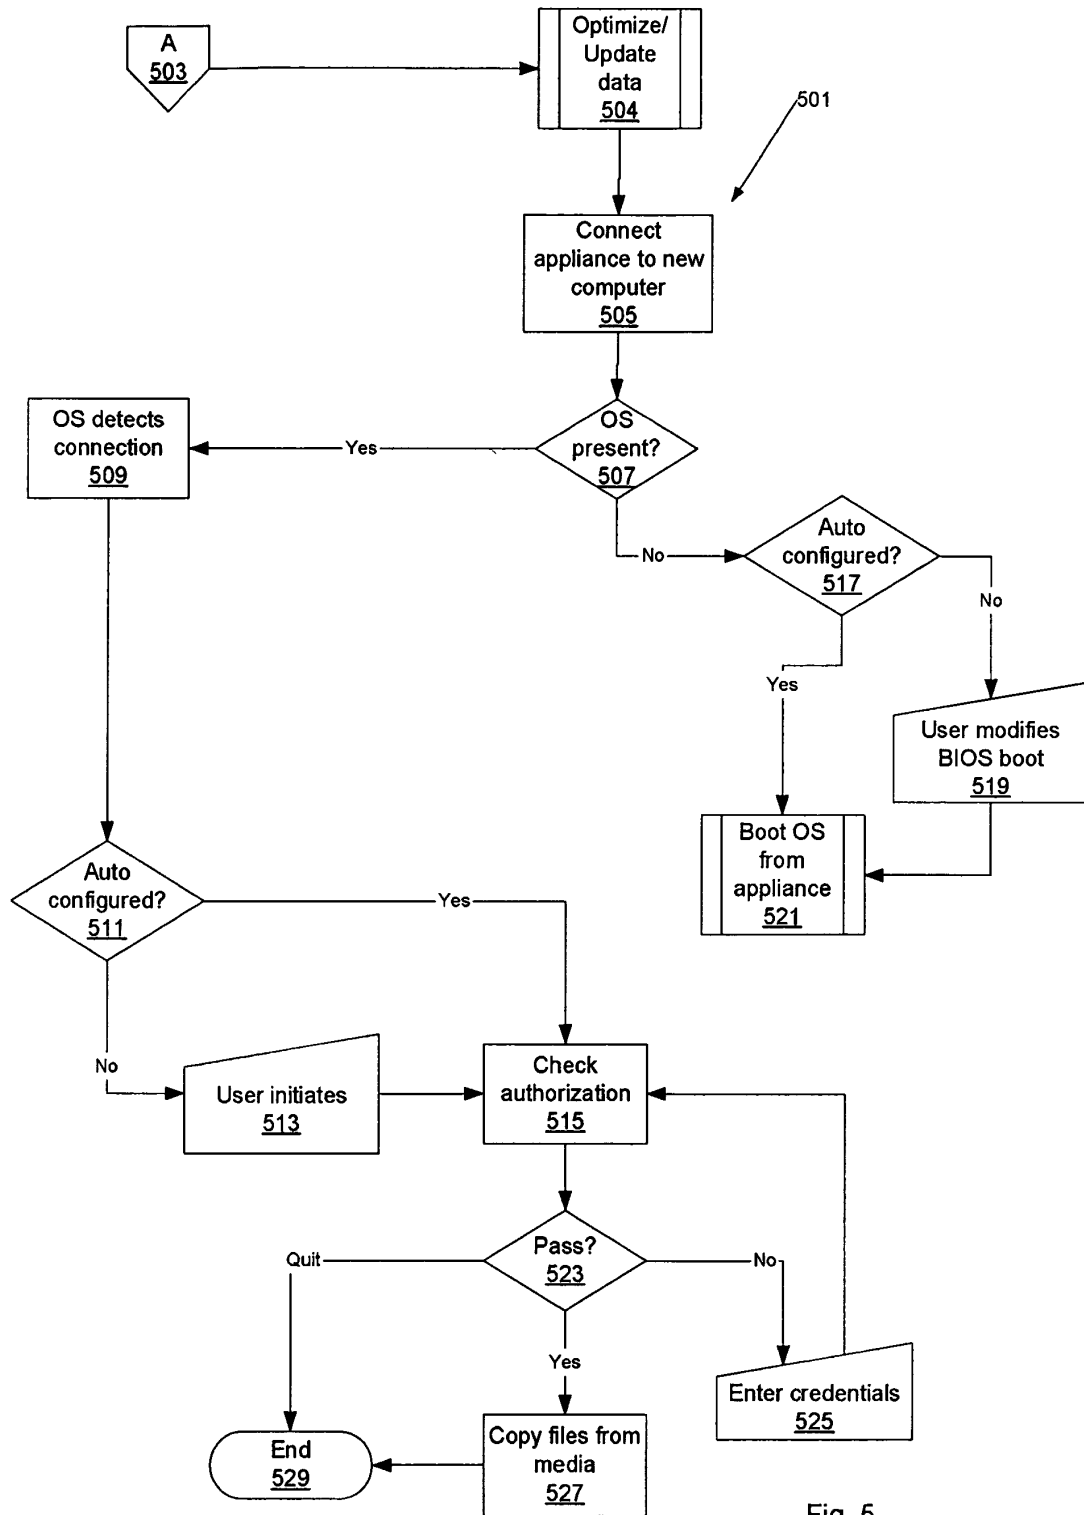 A
503
Optimize/
Update
data
504
501
Connect
appliance to new
computer
505
OS detects
connection
509
Yes
OS
present?
507
No
Auto
configured?
517
No
Yes
User modifies
BIOS boot
519
Boot OS
from
appliance
521
Auto
configured?
511
Yes
No
User initiates
513
Check
authorization
515
Quit
Pass?
523
No
Yes
Enter credentials
525
End
529
Copy files from
media
527
Fig. 5